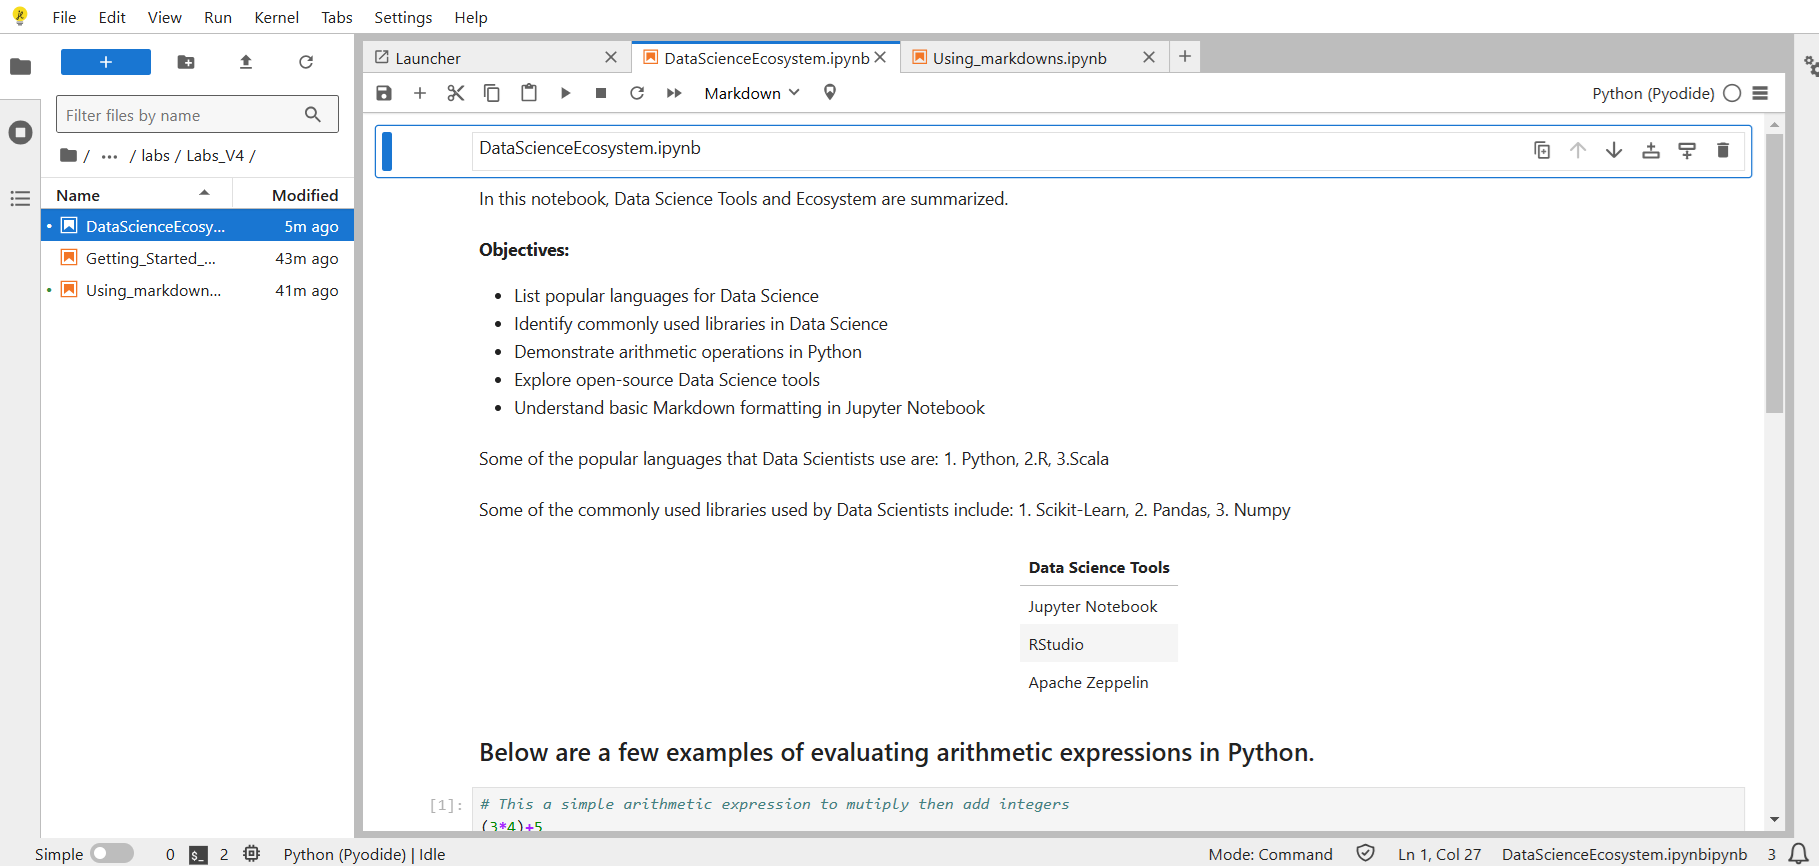 File Edit View Run Kernel Tabs Settings Help
Filter files by name
/ ... / labs / Labs_V4 /
Name Modified
DataScienceEcosy... 5m ago
Getting_Started_... 43m ago
Using_markdown... 41m ago
Launcher DataScienceEcosystem.ipynb Using_markdowns.ipynb
Markdown Python (Pyodide)
DataScienceEcosystem.ipynb
In this notebook, Data Science Tools and Ecosystem are summarized.
Objectives:
• List popular languages for Data Science
• Identify commonly used libraries in Data Science
• Demonstrate arithmetic operations in Python
• Explore open-source Data Science tools
• Understand basic Markdown formatting in Jupyter Notebook
Some of the popular languages that Data Scientists use are: 1. Python, 2.R, 3.Scala
Some of the commonly used libraries used by Data Scientists include: 1. Scikit-Learn, 2. Pandas, 3. Numpy
Data Science Tools
Jupyter Notebook
RStudio
Apache Zeppelin
Below are a few examples of evaluating arithmetic expressions in Python.
[1]: # This a simple arithmetic expression to mutiply then add integers
(3*4)+5
Simple 0 $_ 2 Python (Pyodide) | Idle Mode: Command Ln 1, Col 27 DataScienceEcosystem.ipynbipynb 3